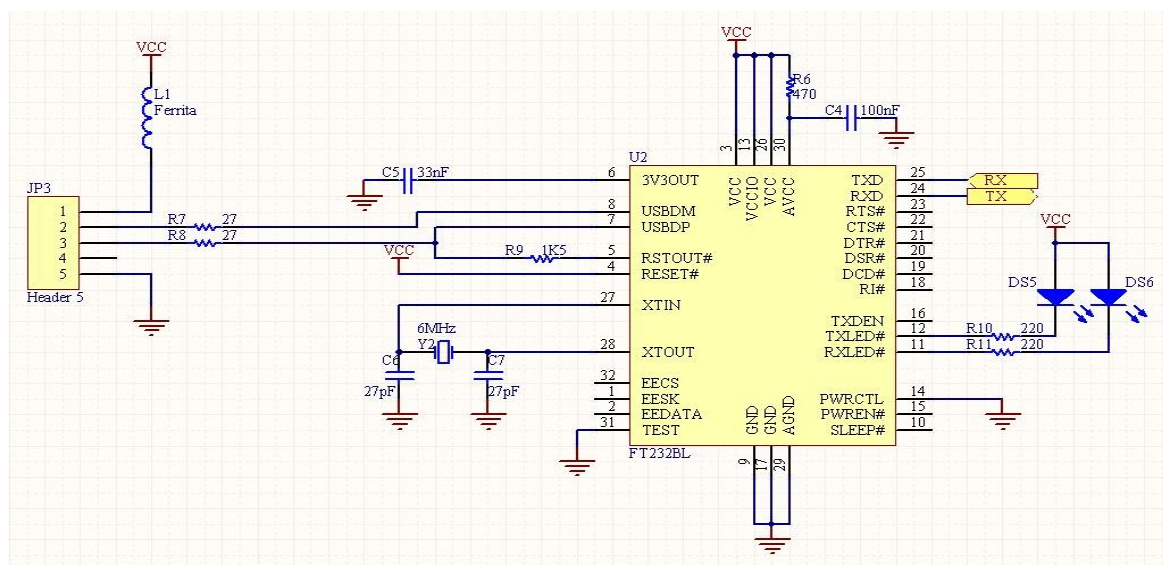 VCC
L1
Ferrita
JP3
1
2
3
4
5
Header 5
R7 27
R8 27
C5 33nF
VCC
R9 1K5
6MHz
Y2
C6
27pF
C7
27pF
VCC
R6
470
C4 100nF
U2
3 13 26 30
VCC VCCIO VCC AVCC
6 3V3OUT
8 USBDM
7 USBDP
5 RSTOUT#
4 RESET#
27 XTIN
28 XTOUT
32 EECS
1 EESK
2 EEDATA
31 TEST
FT232BL
GND GND AGND
9 17 29
TXD 25
RXD 24
RTS# 23
CTS# 22
DTR# 21
DSR# 20
DCD# 19
RI# 18
TXDEN 16
TXLED# 12
RXLED# 11
PWRCTL 14
PWREN# 15
SLEEP# 10
RX
TX
VCC
DS5
DS6
R10 220
R11 220